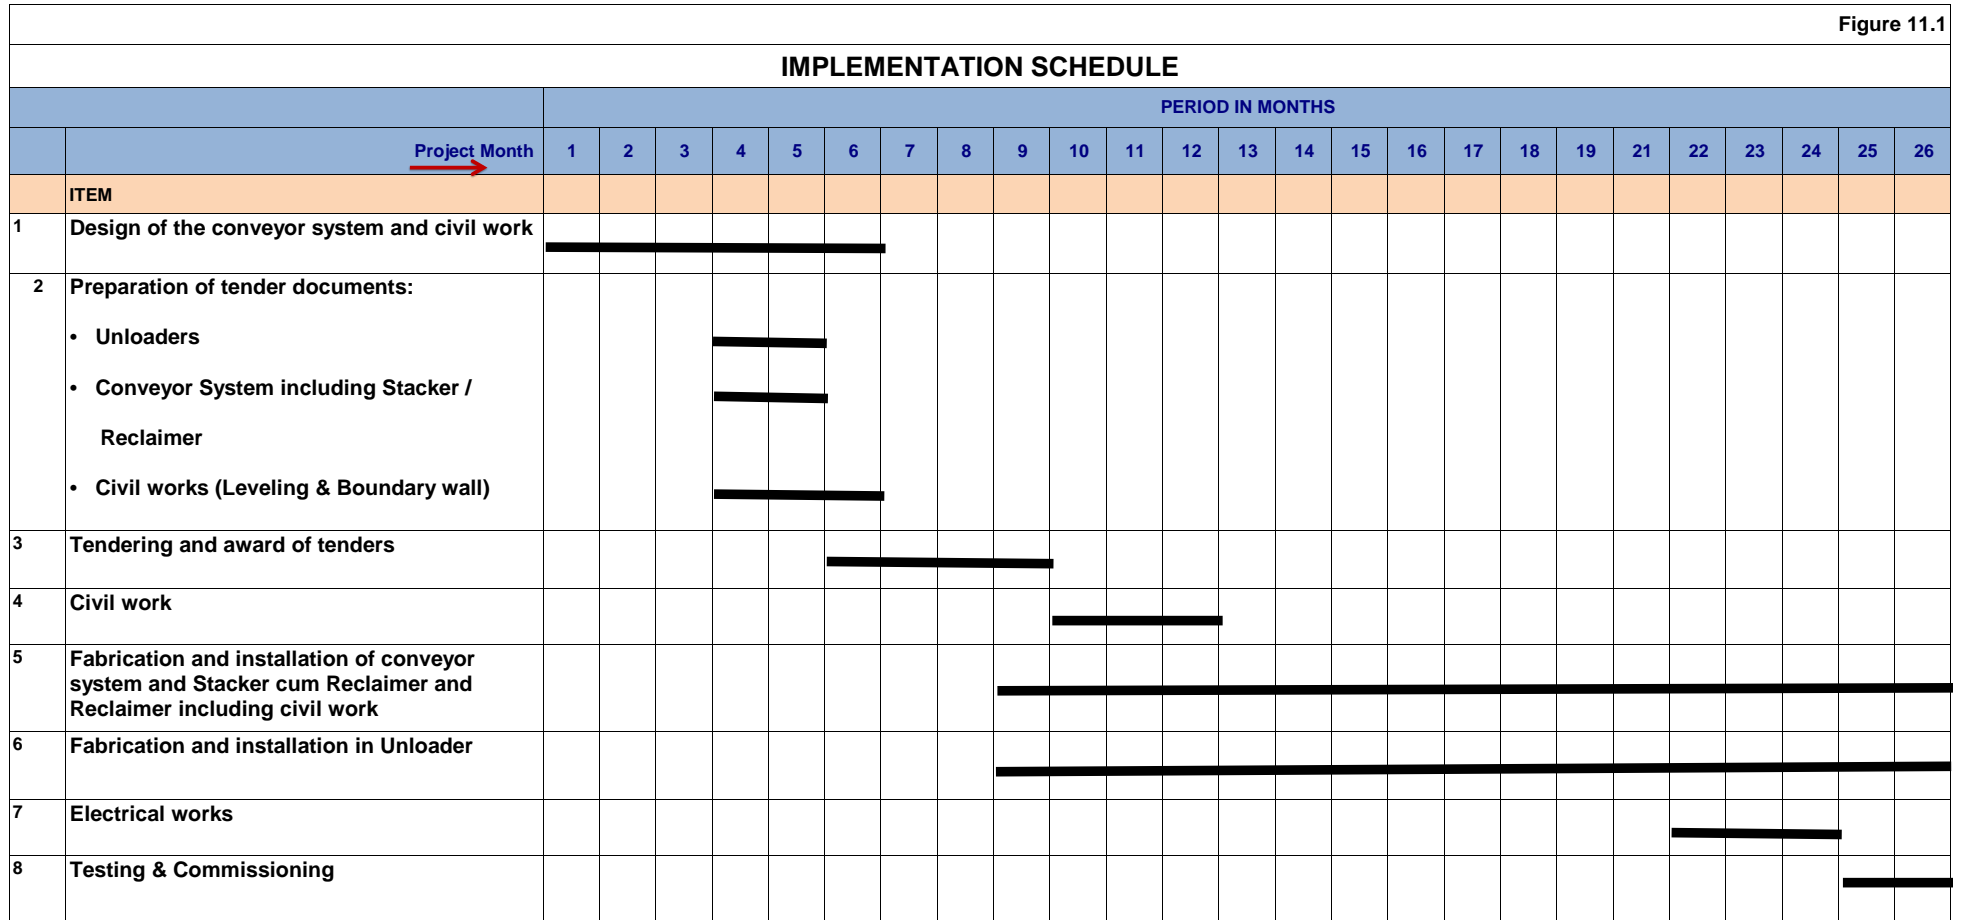 Figure 11.1
IMPLEMENTATION SCHEDULE
PERIOD IN MONTHS
Project Month 1 2 3 4 5 6 7 8 9 10 11 12 13 14 15 16 17 18 19 21 22 23 24 25 26
ITEM
1 Design of the conveyor system and civil work
2 Preparation of tender documents:
• Unloaders
• Conveyor System including Stacker /
Reclaimer
• Civil works (Leveling & Boundary wall)
3 Tendering and award of tenders
4 Civil work
5 Fabrication and installation of conveyor
system and Stacker cum Reclaimer and
Reclaimer including civil work
6 Fabrication and installation in Unloader
7 Electrical works
8 Testing & Commissioning